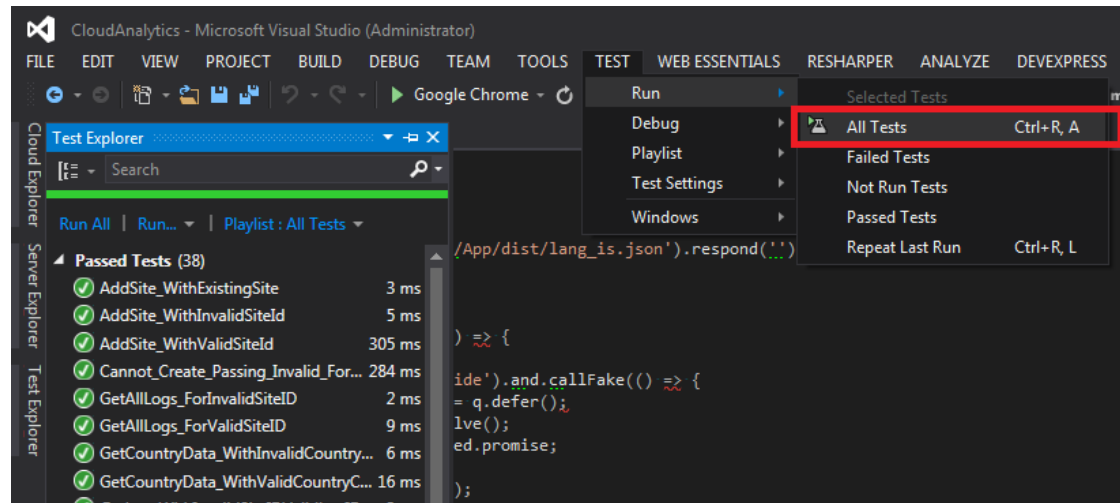 CloudAnalytics - Microsoft Visual Studio (Administrator)
FILE EDIT VIEW PROJECT BUILD DEBUG TEAM TOOLS TEST WEB ESSENTIALS RESHARPER ANALYZE DEVEXPRESS
Google Chrome
Run
Debug
Playlist
Test Settings
Windows
Selected Tests
All Tests Ctrl+R, A
Failed Tests
Not Run Tests
Passed Tests
Repeat Last Run Ctrl+R, L
Cloud Explorer
Server Explorer
Test Explorer
Test Explorer
Search
Run All | Run... | Playlist : All Tests
Passed Tests (38)
AddSite_WithExistingSite 3 ms
AddSite_WithInvalidSiteId 5 ms
AddSite_WithValidSiteId 305 ms
Cannot_Create_Passing_Invalid_For... 284 ms
GetAllLogs_ForInvalidSiteID 2 ms
GetAllLogs_ForValidSiteID 9 ms
GetCountryData_WithInvalidCountry... 6 ms
GetCountryData_WithValidCountryC... 16 ms
/App/dist/lang_is.json').respond('')
) => {
ide').and.callFake(() => {
= q.defer();
lve();
ed.promise;
);